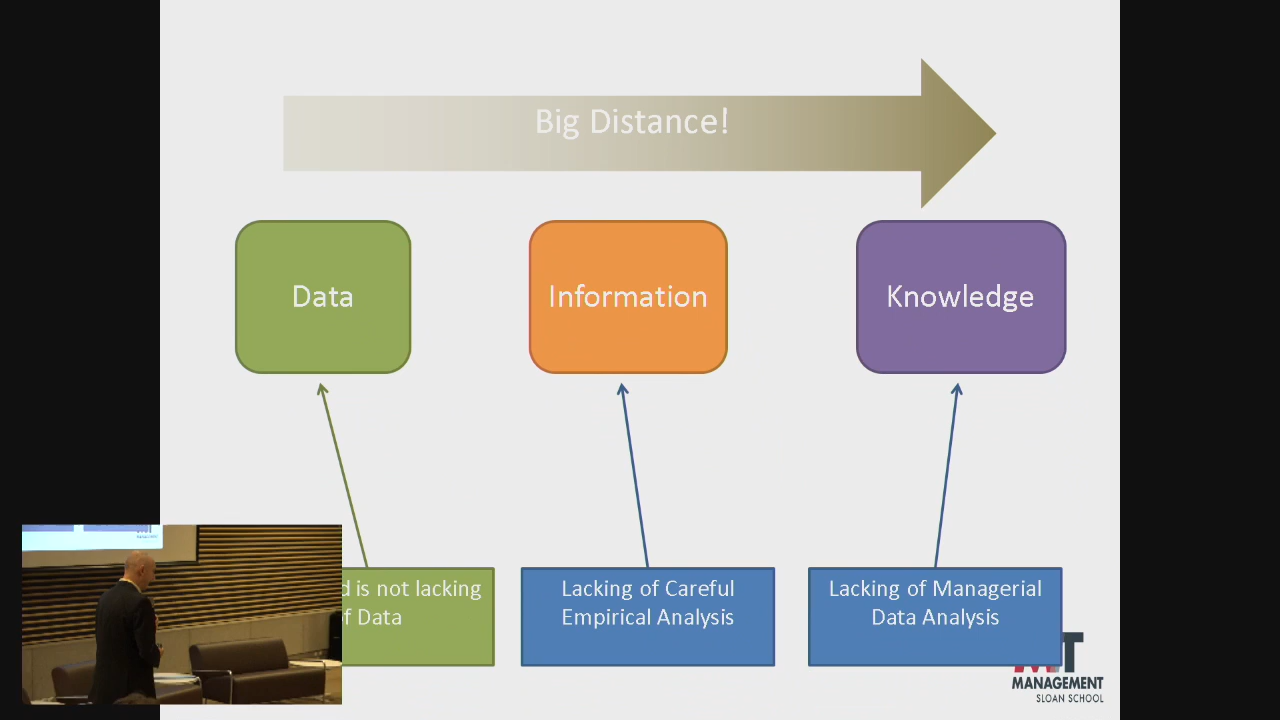 Big Distance!
Data
Information
Knowledge
is not lacking
Data
Lacking of Careful
Empirical Analysis
Lacking of Managerial
Data Analysis
MANAGEMENT
SLOAN SCHOOL